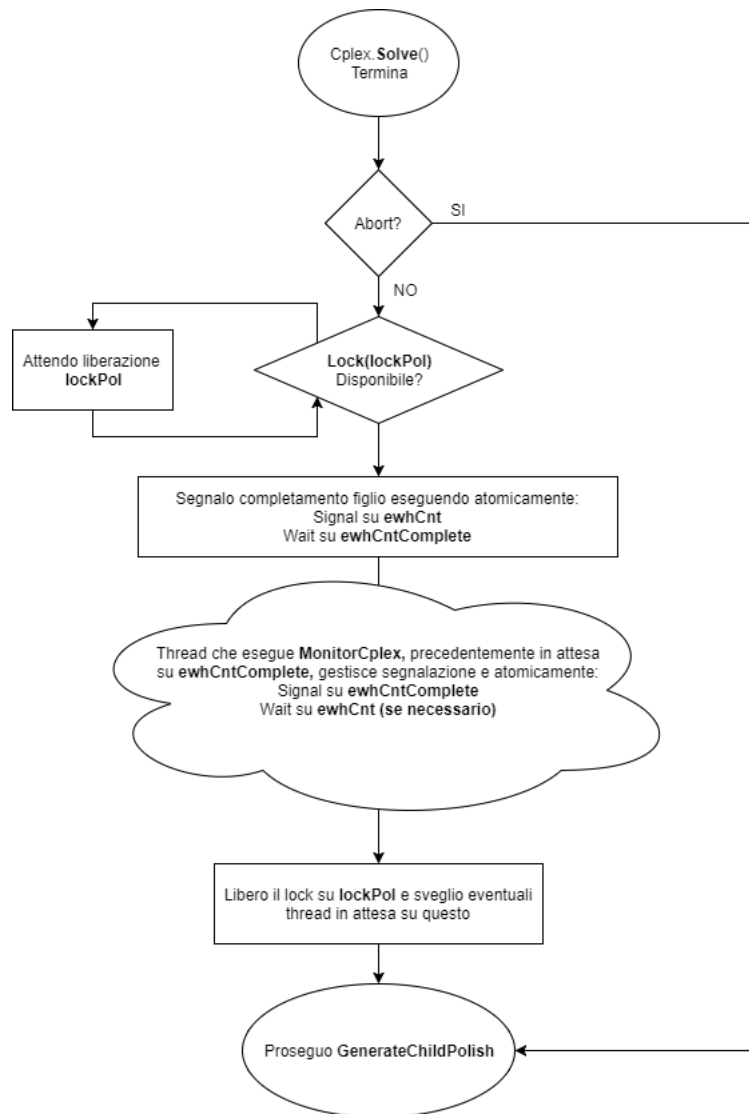 Cplex.Solve()
Termina
Abort?
SI
NO
Attendo liberazione
lockPol
Lock(lockPol)
Disponibile?
Segnalo completamento figlio eseguendo atomicamente:
Signal su ewhCnt
Wait su ewhCntComplete
Thread che esegue MonitorCplex, precedentemente in attesa
su ewhCntComplete, gestisce segnalazione e atomicamente:
Signal su ewhCntComplete
Wait su ewhCnt (se necessario)
Libero il lock su lockPol e sveglio eventuali
thread in attesa su questo
Proseguo GenerateChildPolish